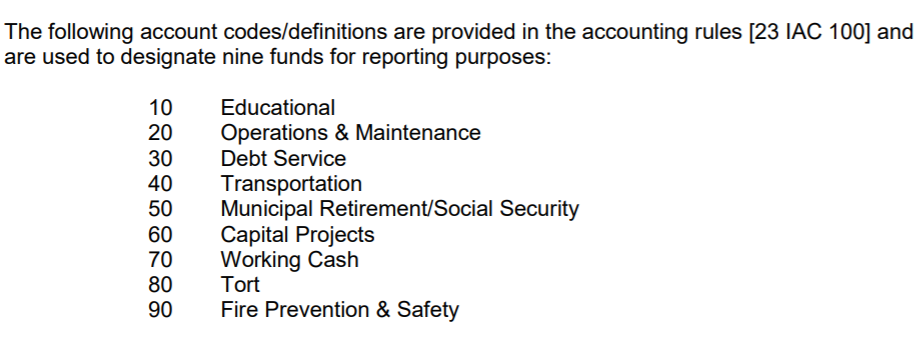 The following account codes/definitions are provided in the accounting rules [23 IAC 100] and
are used to designate nine funds for reporting purposes:
10 Educational
20 Operations & Maintenance
30 Debt Service
40 Transportation
50 Municipal Retirement/Social Security
60 Capital Projects
70 Working Cash
80 Tort
90 Fire Prevention & Safety